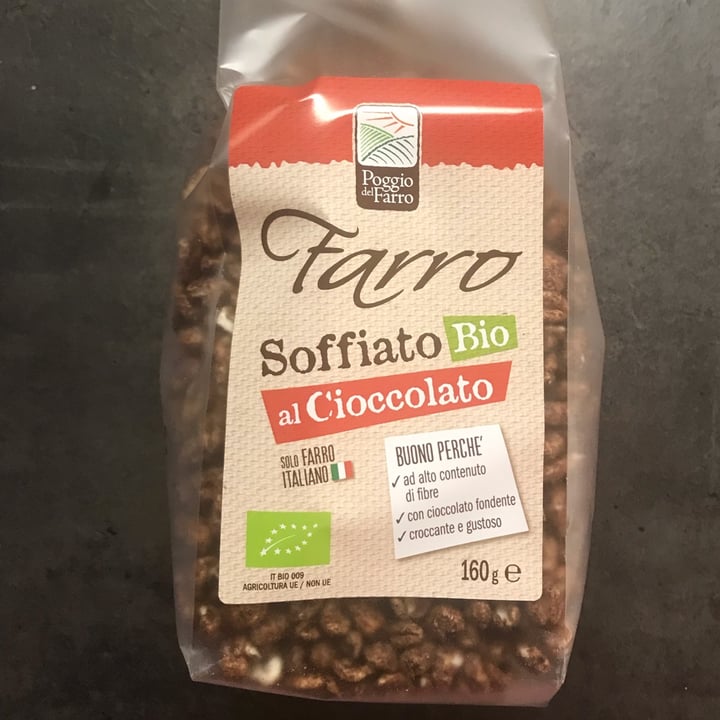 Poggio
del Farro
Farro
Soffiato Bio
al Cioccolato
SOLO FARRO
ITALIANO
BUONO PERCHE'
✓ ad alto contenuto
di fibre
✓ con cioccolato fondente
✓ croccante e gustoso
IT BIO 009
AGRICOLTURA UE / NON UE
160 g ℮